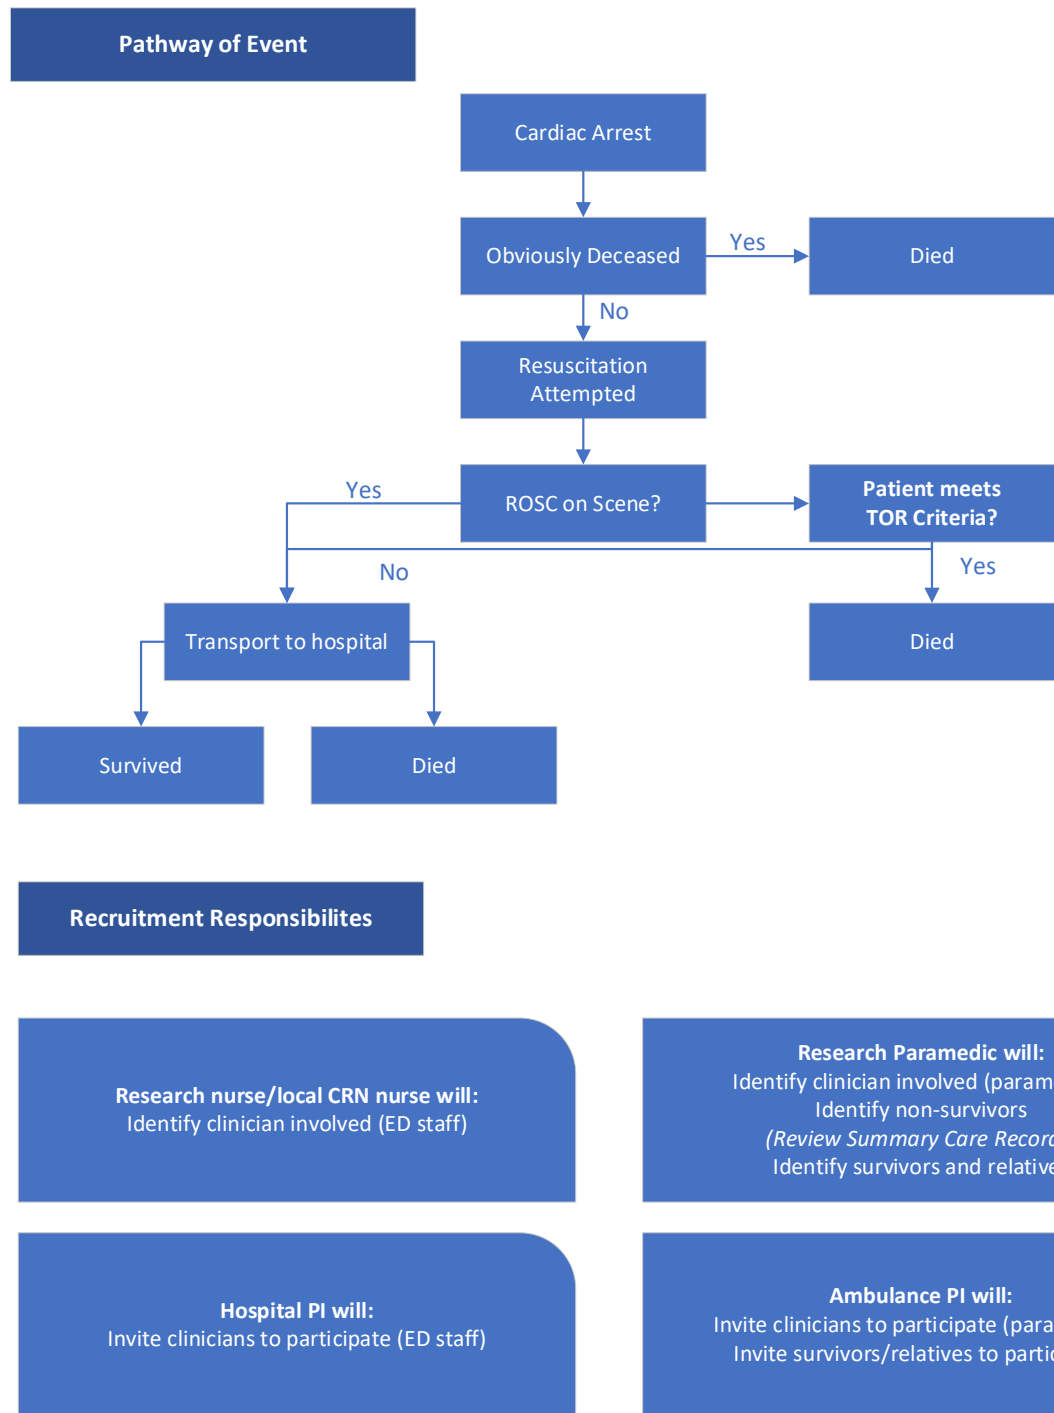 Pathway of Event
Cardiac Arrest
Obviously Deceased
Yes
Died
No
Resuscitation
Attempted
Yes
ROSC on Scene?
Patient meets
TOR Criteria?
No
Yes
Transport to hospital
Died
Survived
Died
Recruitment Responsibilites
Research nurse/local CRN nurse will:
Identify clinician involved (ED staff)
Research Paramedic will:
Identify clinician involved
Identify non-survivors
(Review Summary Care
Identify survivors and
Hospital PI will:
Invite clinicians to participate (ED staff)
Ambulance PI will:
Invite clinicians to participate
Invite survivors/relatives to